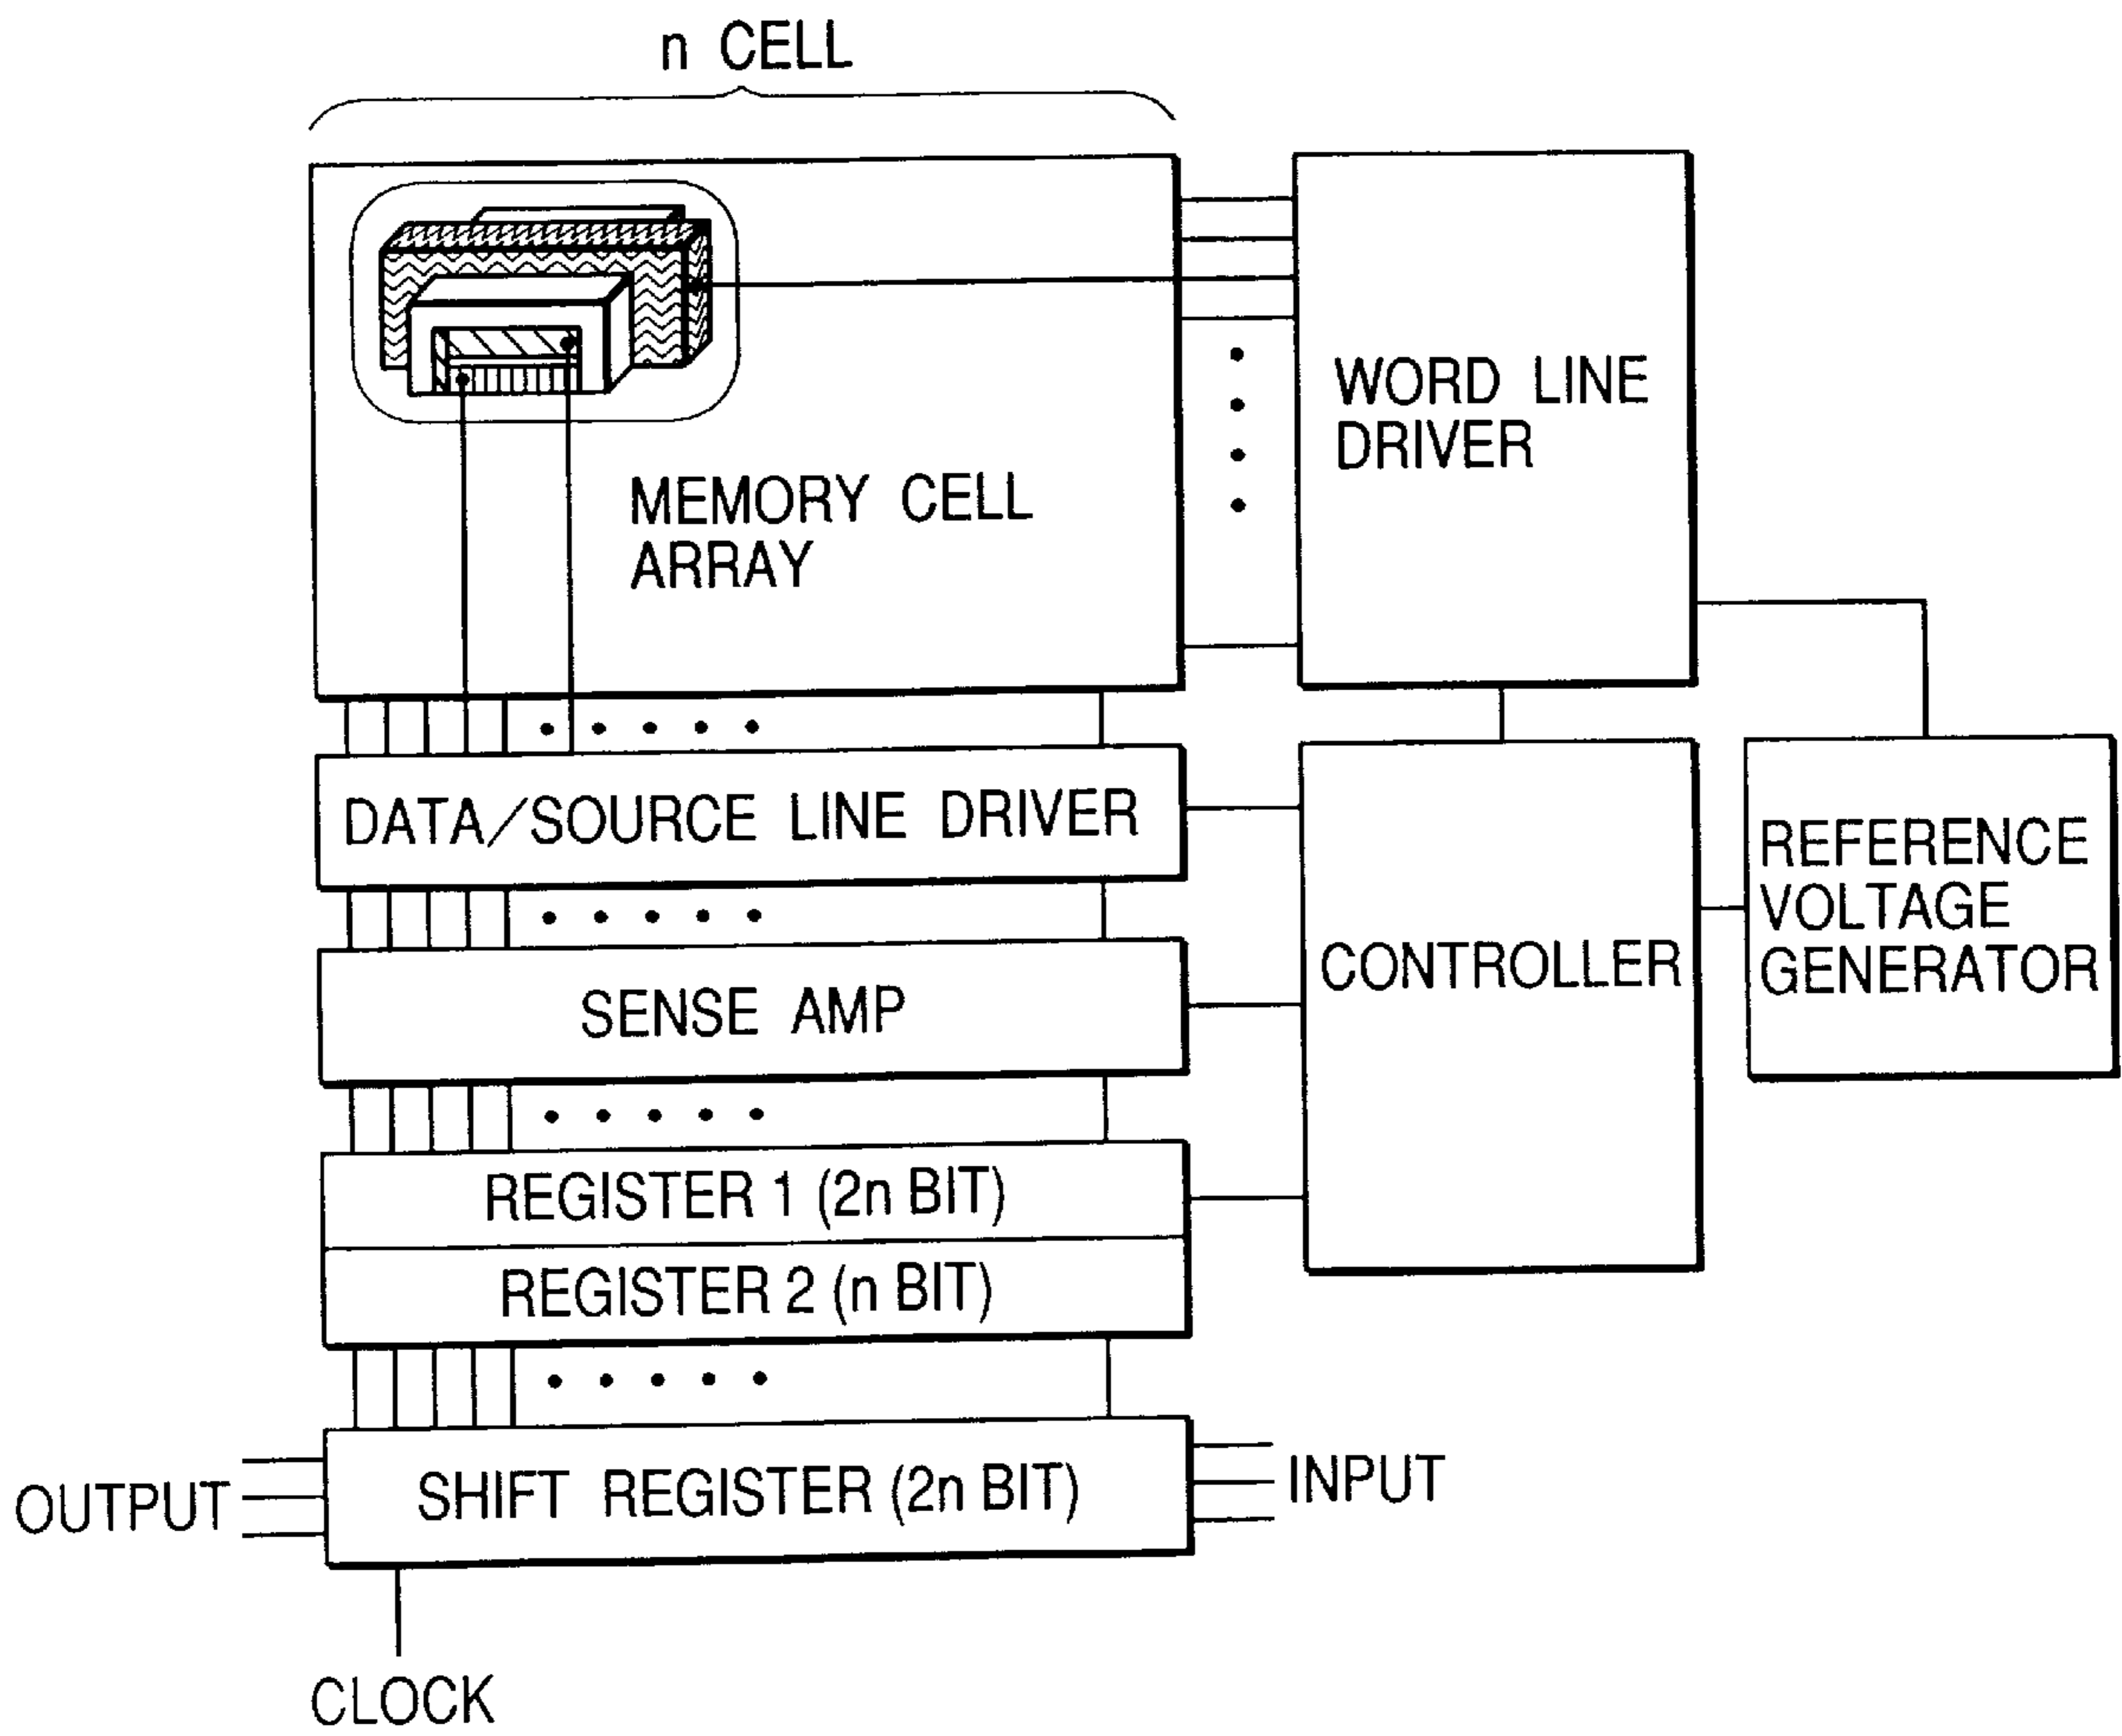 n CELL
WORD LINE
DRIVER
MEMORY CELL
ARRAY
DATA/SOURCE LINE DRIVER
REFERENCE
VOLTAGE
GENERATOR
CONTROLLER
SENSE AMP
REGISTER 1 (2n BIT)
REGISTER 2 (n BIT)
OUTPUT
SHIFT REGISTER (2n BIT)
INPUT
CLOCK